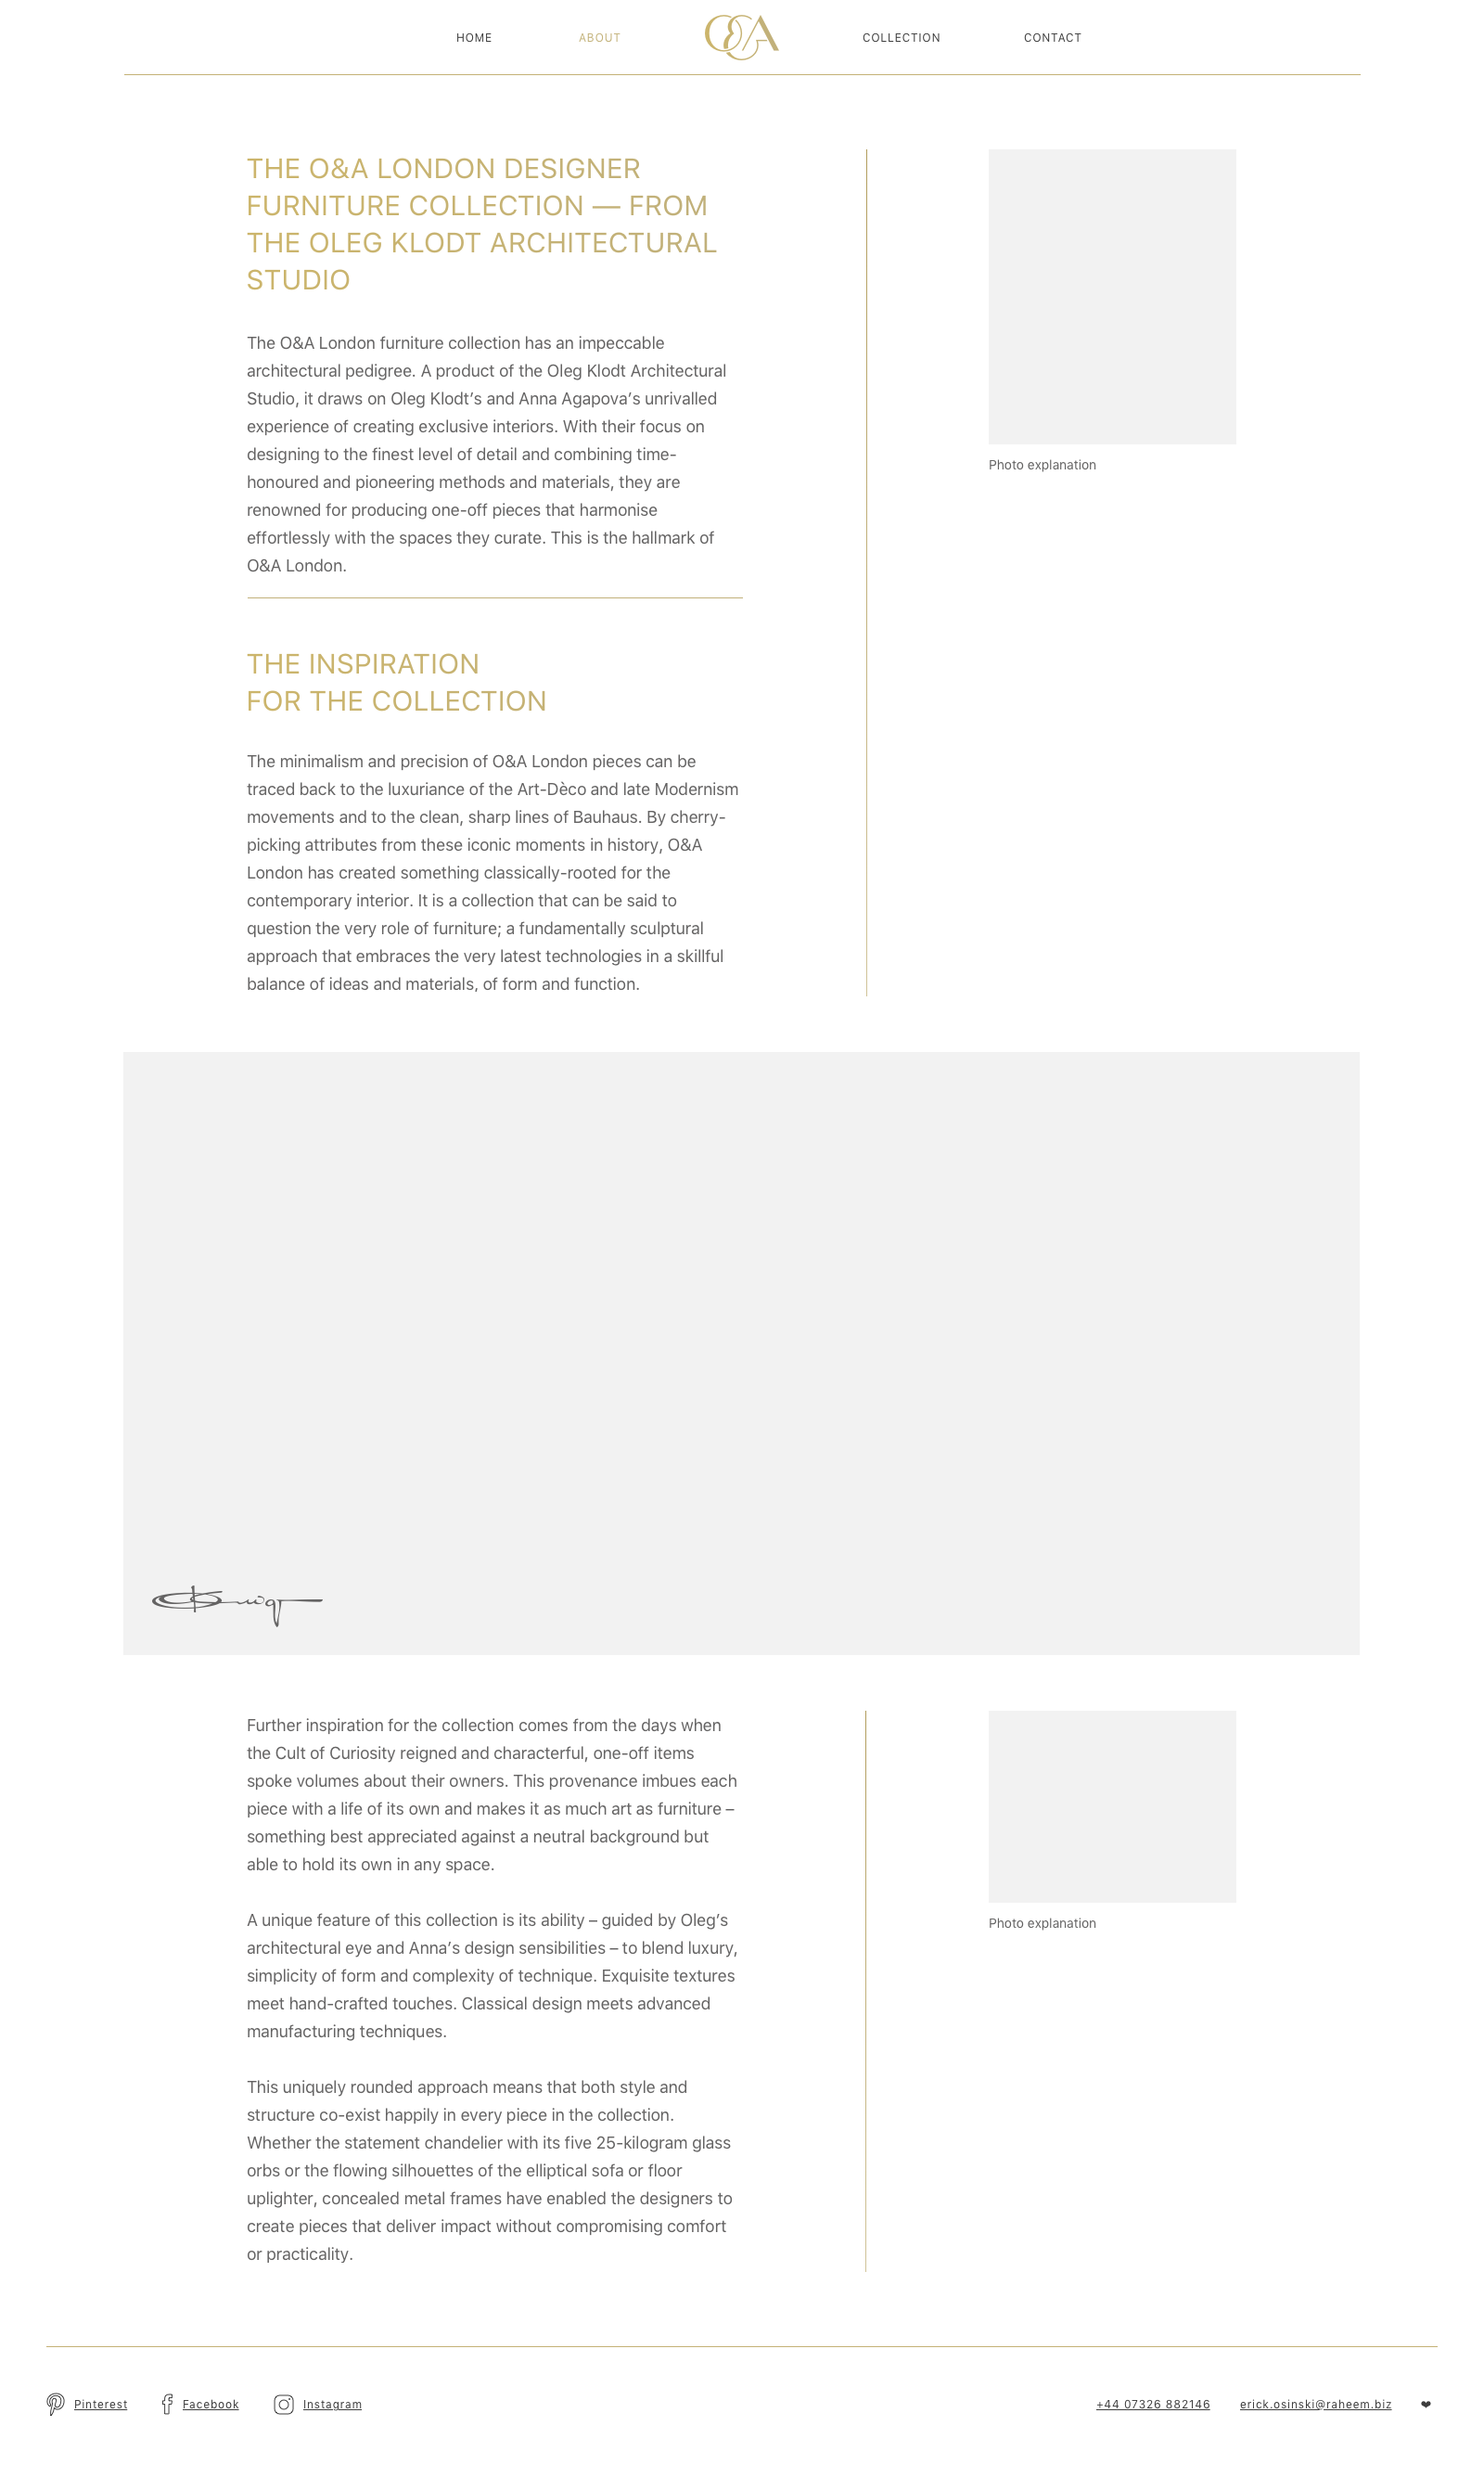 HOME ABOUT O&A COLLECTION CONTACT
THE O&A LONDON DESIGNER
FURNITURE COLLECTION — FROM
THE OLEG KLODT ARCHITECTURAL
STUDIO
The O&A London furniture collection has an impeccable
architectural pedigree. A product of the Oleg Klodt Architectural
Studio, it draws on Oleg Klodt’s and Anna Agapova’s unrivalled
experience of creating exclusive interiors. With their focus on
designing to the finest level of detail and combining time-
honoured and pioneering methods and materials, they are
renowned for producing one-off pieces that harmonise
effortlessly with the spaces they curate. This is the hallmark of
O&A London.
Photo explanation
THE INSPIRATION
FOR THE COLLECTION
The minimalism and precision of O&A London pieces can be
traced back to the luxuriance of the Art-Dèco and late Modernism
movements and to the clean, sharp lines of Bauhaus. By cherry-
picking attributes from these iconic moments in history, O&A
London has created something classically-rooted for the
contemporary interior. It is a collection that can be said to
question the very role of furniture; a fundamentally sculptural
approach that embraces the very latest technologies in a skillful
balance of ideas and materials, of form and function.
Further inspiration for the collection comes from the days when
the Cult of Curiosity reigned and characterful, one-off items
spoke volumes about their owners. This provenance imbues each
piece with a life of its own and makes it as much art as furniture –
something best appreciated against a neutral background but
able to hold its own in any space.
A unique feature of this collection is its ability – guided by Oleg’s
architectural eye and Anna’s design sensibilities – to blend luxury,
simplicity of form and complexity of technique. Exquisite textures
meet hand-crafted touches. Classical design meets advanced
manufacturing techniques.
This uniquely rounded approach means that both style and
structure co-exist happily in every piece in the collection.
Whether the statement chandelier with its five 25-kilogram glass
orbs or the flowing silhouettes of the elliptical sofa or floor
uplighter, concealed metal frames have enabled the designers to
create pieces that deliver impact without compromising comfort
or practicality.
Photo explanation
Pinterest Facebook Instagram +44 07326 882146 erick.osinski@raheem.biz ❤